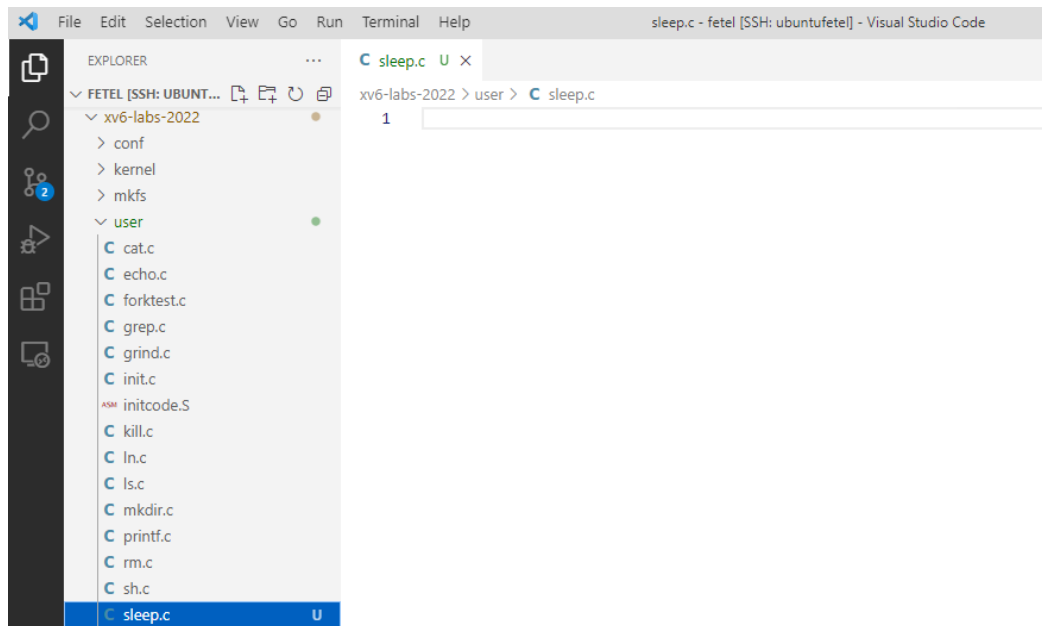 File Edit Selection View Go Run Terminal Help sleep.c - fetel [SSH: ubuntufetel] - Visual Studio Code
EXPLORER ...
C sleep.c U ×
FETEL [SSH: UBUNT...
xv6-labs-2022 > user > C sleep.c
1
xv6-labs-2022
conf
kernel
mkfs
2
user
C cat.c
C echo.c
C forktest.c
C grep.c
C grind.c
C init.c
ASM initcode.S
C kill.c
C ln.c
C ls.c
C mkdir.c
C printf.c
C rm.c
C sh.c
C sleep.c U